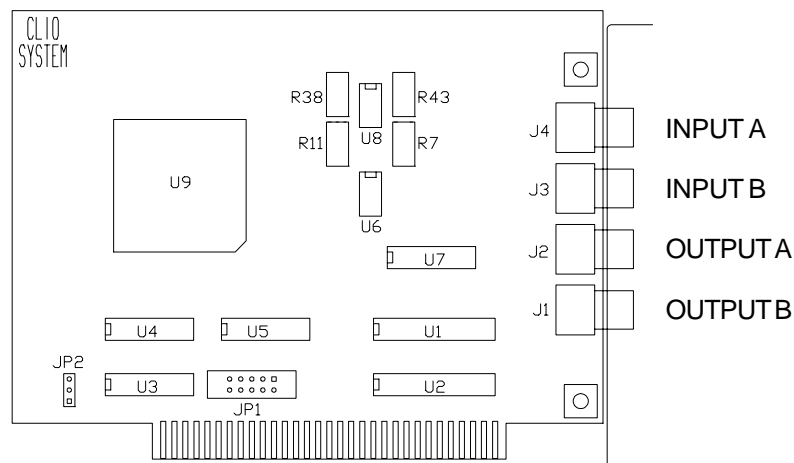 CLIO
SYSTEM
R38
R43
U8
R11
R7
U9
U6
U7
U4
U5
U1
JP2
U3
JP1
U2
J4
INPUT A
J3
INPUT B
J2
OUTPUT A
J1
OUTPUT B